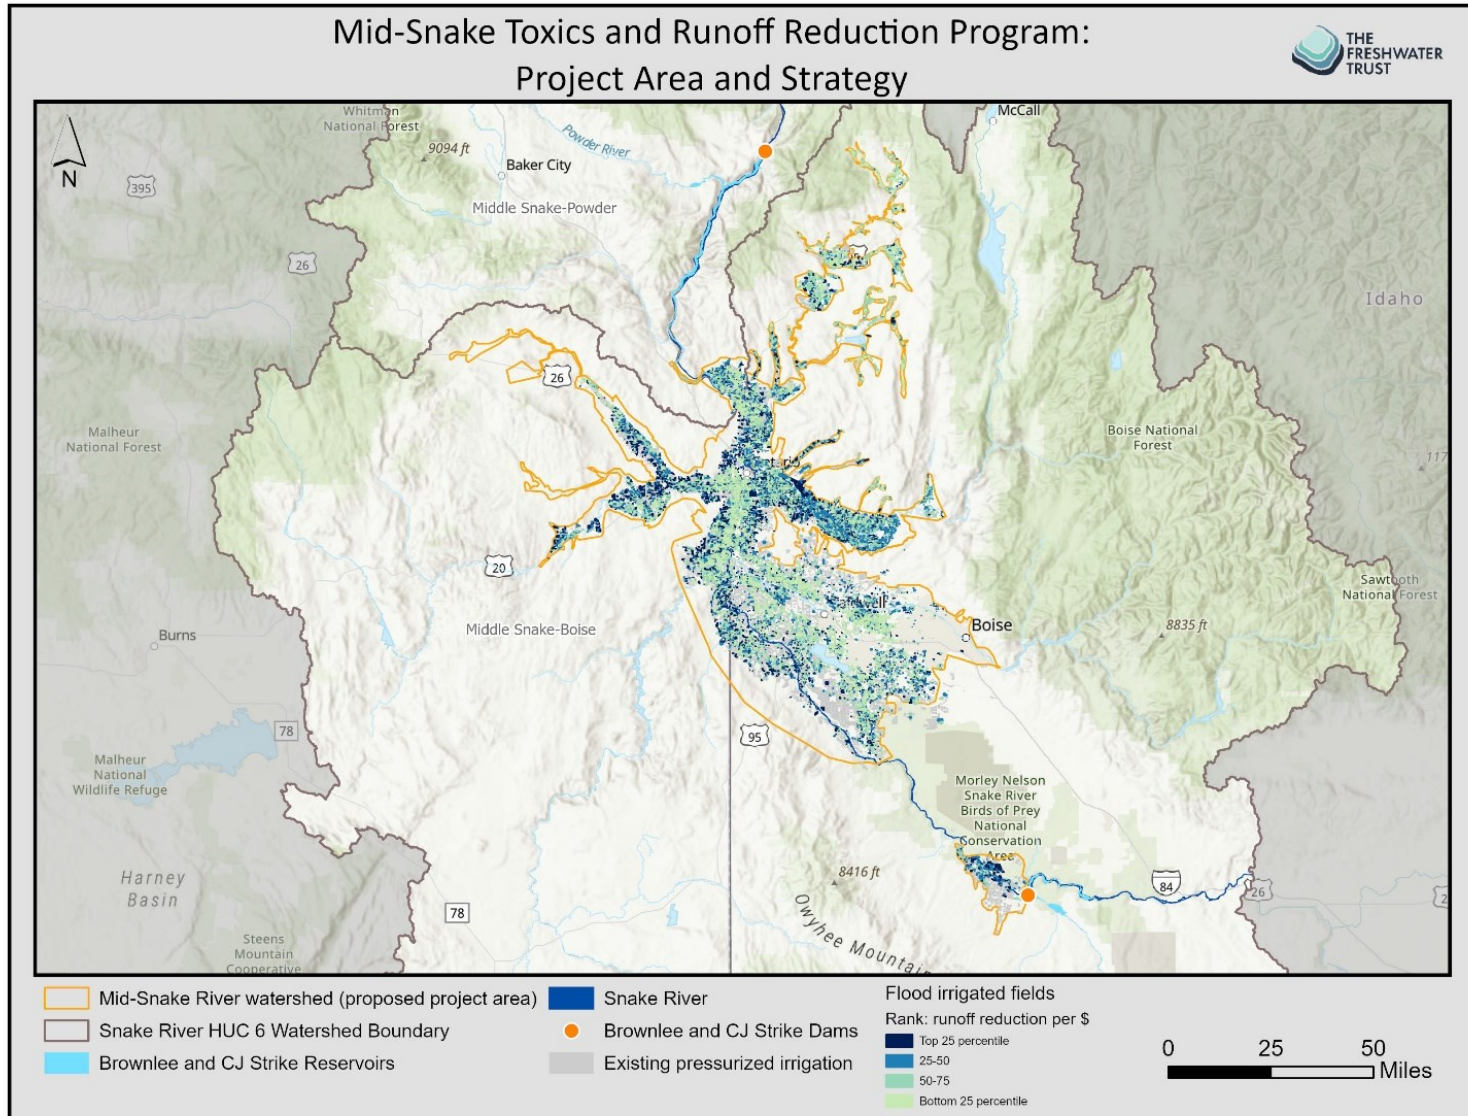 Mid-Snake Toxics and Runoff Reduction Program:
Project Area and Strategy
THE
FRESHWATER
TRUST
N
Whitman
National Forest
9094 ft
Powder River
McCall
395
Baker City
Middle Snake-Powder
26
Idaho
26
Malheur
National Forest
Boise National
Forest
20
Sawtooth
National Forest
Burns
Middle Snake-Boise
Boise
8835 ft
78
95
Malheur
National
Wildlife Refuge
Morley Nelson
Snake River
Birds of Prey
National
Conservation
Area
8416 ft
84
26
Harney
Basin
78
Owyhee Mountain
Steens
Mountain
Cooperative
Mid-Snake River watershed (proposed project area)
Snake River HUC 6 Watershed Boundary
Brownlee and CJ Strike Reservoirs
Snake River
Brownlee and CJ Strike Dams
Existing pressurized irrigation
Flood irrigated fields
Rank: runoff reduction per $
Top 25 percentile
25-50
50-75
Bottom 25 percentile
0 25 50
Miles